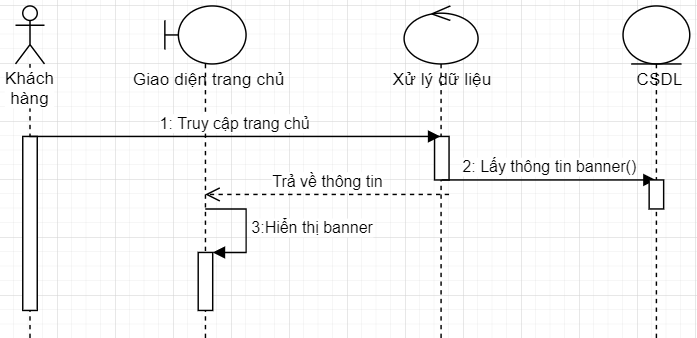 Khách
hàng
Giao diện trang chủ
Xử lý dữ liệu
CSDL
1: Truy cập trang chủ
2: Lấy thông tin banner()
Trả về thông tin
3:Hiển thị banner